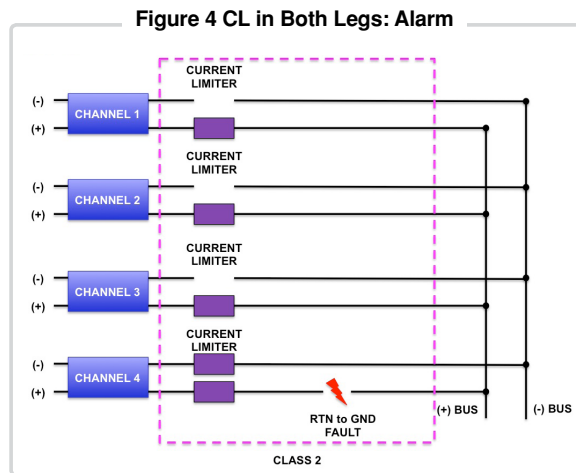 Figure 4 CL in Both Legs: Alarm
CURRENT
LIMITER
(-)
CHANNEL 1
(+)
CURRENT
LIMITER
(-)
CHANNEL 2
(+)
CURRENT
LIMITER
(-)
CHANNEL 3
(+)
CURRENT
LIMITER
(-)
CHANNEL 4
(+)
RTN to GND
FAULT
(+) BUS
(-) BUS
CLASS 2